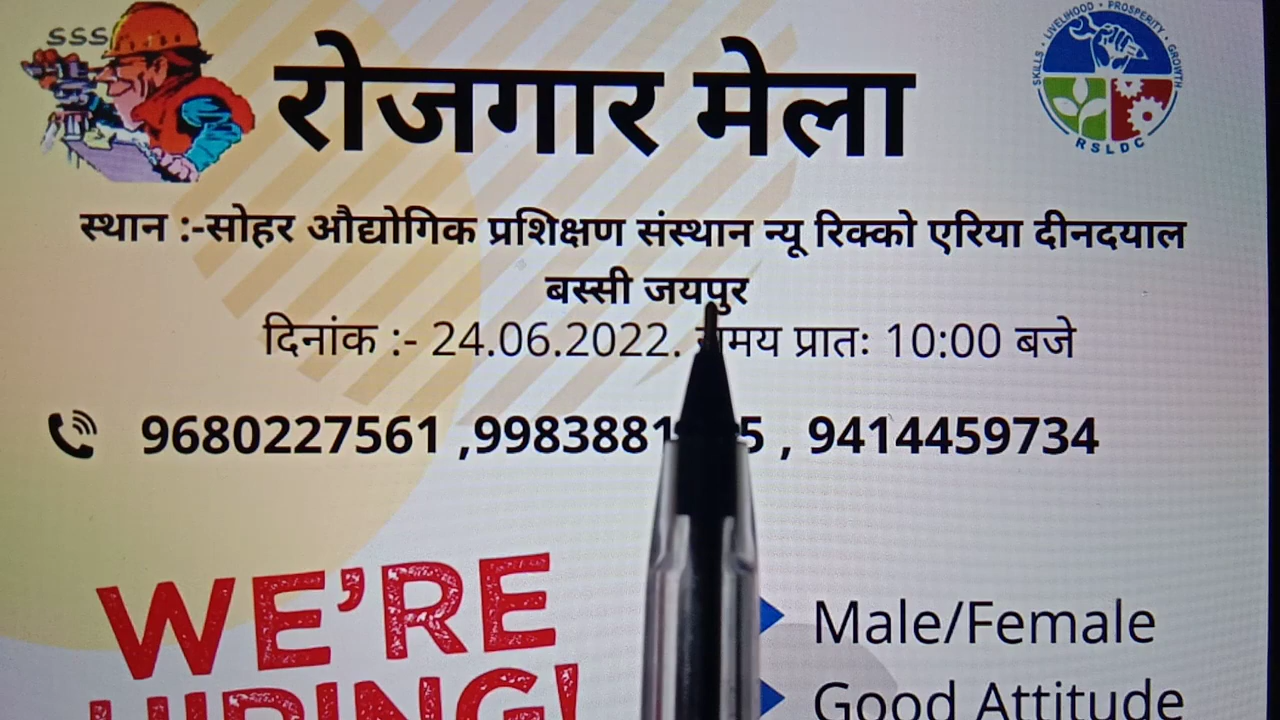 SSS
रोजगार मेला
SKILLS • LIVELIHOOD • PROSPERITY • GROWTH
RSLDC
स्थान :-सोहर औद्योगिक प्रशिक्षण संस्थान न्यू रिक्को एरिया दीनदयाल
बस्सी जयपुर
दिनांक :- 24.06.2022. प्रातः 10:00 बजे
9680227561 , 9414459734
WE'RE
HIRING!
Male/Female
Good Attitude